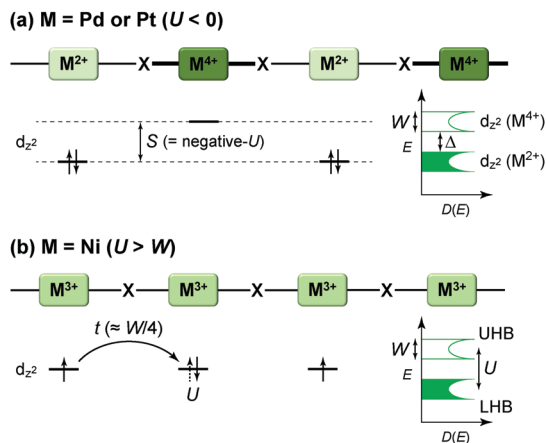 (a) M = Pd or Pt (U < 0)
M2+ X M4+ X M2+ X M4+
dz2
S (= negative-U)
W
E
Δ
dz2 (M4+)
dz2 (M2+)
D(E)
(b) M = Ni (U > W)
M3+ X M3+ X M3+ X M3+
t (≈ W/4)
dz2
U
UHB
W
E
U
LHB
D(E)